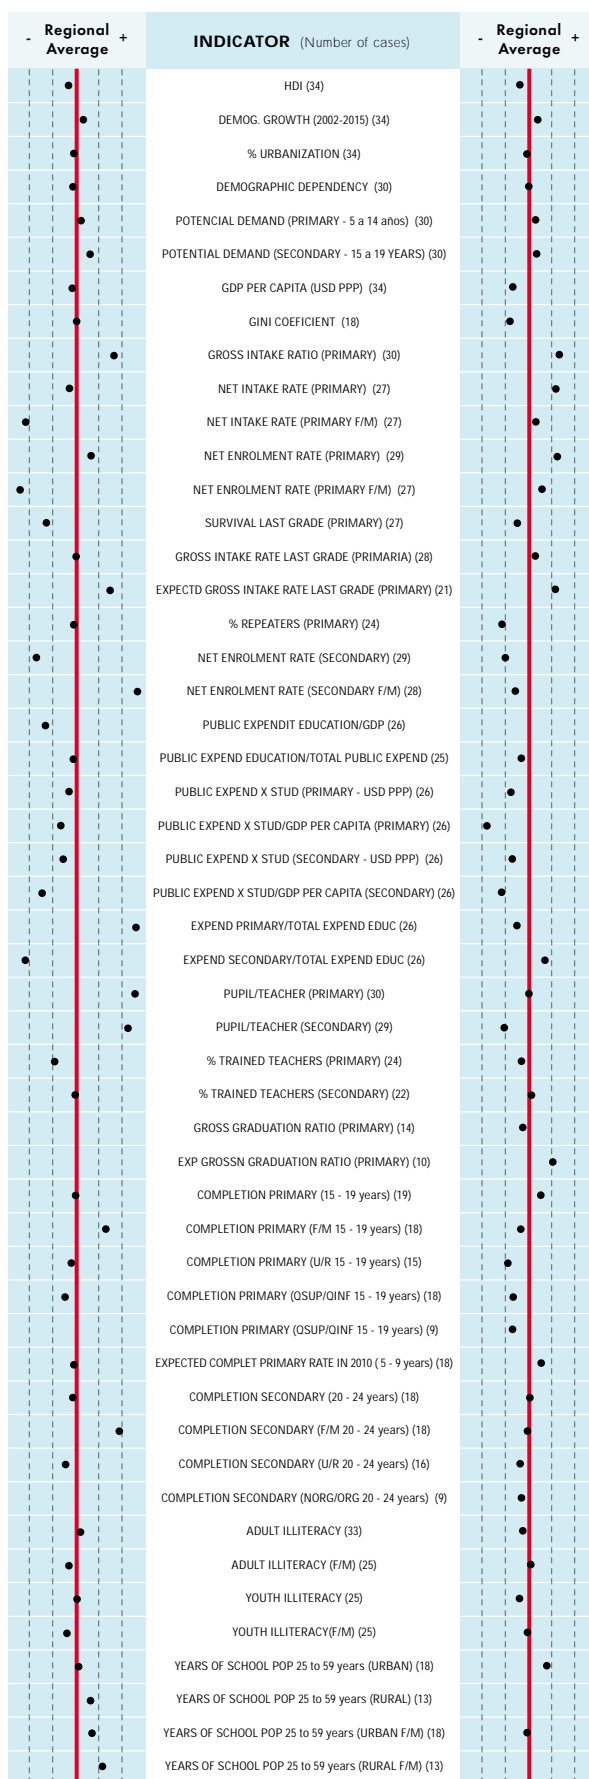 - Regional Average +
INDICATOR (Number of cases)
- Regional Average +
HDI (34)
DEMOG. GROWTH (2002-2015) (34)
% URBANIZATION (34)
DEMOGRAPHIC DEPENDENCY (30)
POTENCIAL DEMAND (PRIMARY - 5 a 14 años) (30)
POTENTIAL DEMAND (SECONDARY - 15 a 19 YEARS) (30)
GDP PER CAPITA (USD PPP) (34)
GINI COEFICIENT (18)
GROSS INTAKE RATIO (PRIMARY) (30)
NET INTAKE RATE (PRIMARY) (27)
NET INTAKE RATE (PRIMARY F/M) (27)
NET ENROLMENT RATE (PRIMARY) (29)
NET ENROLMENT RATE (PRIMARY F/M) (27)
SURVIVAL LAST GRADE (PRIMARY) (27)
GROSS INTAKE RATE LAST GRADE (PRIMARIA) (28)
EXPECTD GROSS INTAKE RATE LAST GRADE (PRIMARY) (21)
% REPEATERS (PRIMARY) (24)
NET ENROLMENT RATE (SECONDARY) (29)
NET ENROLMENT RATE (SECONDARY F/M) (28)
PUBLIC EXPENDIT EDUCATION/GDP (26)
PUBLIC EXPEND EDUCATION/TOTAL PUBLIC EXPEND (25)
PUBLIC EXPEND X STUD (PRIMARY - USD PPP) (26)
PUBLIC EXPEND X STUD/GDP PER CAPITA (PRIMARY) (26)
PUBLIC EXPEND X STUD (SECONDARY - USD PPP) (26)
PUBLIC EXPEND X STUD/GDP PER CAPITA (SECONDARY) (26)
EXPEND PRIMARY/TOTAL EXPEND EDUC (26)
EXPEND SECONDARY/TOTAL EXPEND EDUC (26)
PUPIL/TEACHER (PRIMARY) (30)
PUPIL/TEACHER (SECONDARY) (29)
% TRAINED TEACHERS (PRIMARY) (24)
% TRAINED TEACHERS (SECONDARY) (22)
GROSS GRADUATION RATIO (PRIMARY) (14)
EXP GROSSN GRADUATION RATIO (PRIMARY) (10)
COMPLETION PRIMARY (15 - 19 years) (19)
COMPLETION PRIMARY (F/M 15 - 19 years) (18)
COMPLETION PRIMARY (U/R 15 - 19 years) (15)
COMPLETION PRIMARY (QSUP/QINF 15 - 19 years) (18)
COMPLETION PRIMARY (QSUP/QINF 15 - 19 years) (9)
EXPECTED COMPLET PRIMARY RATE IN 2010 ( 5 - 9 years) (18)
COMPLETION SECONDARY (20 - 24 years) (18)
COMPLETION SECONDARY (F/M 20 - 24 years) (18)
COMPLETION SECONDARY (U/R 20 - 24 years) (16)
COMPLETION SECONDARY (NORG/ORG 20 - 24 years) (9)
ADULT ILLITERACY (33)
ADULT ILLITERACY (F/M) (25)
YOUTH ILLITERACY (25)
YOUTH ILLITERACY(F/M) (25)
YEARS OF SCHOOL POP 25 to 59 years (URBAN) (18)
YEARS OF SCHOOL POP 25 to 59 years (RURAL) (13)
YEARS OF SCHOOL POP 25 to 59 years (URBAN F/M) (18)
YEARS OF SCHOOL POP 25 to 59 years (RURAL F/M) (13)